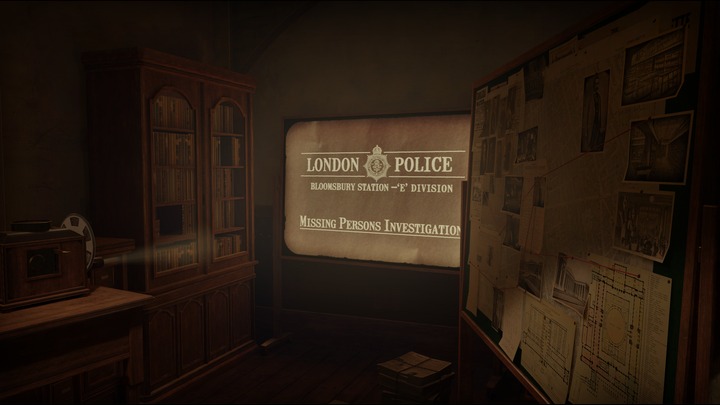 LONDON POLICE
BLOOMSBURY STATION –'E' DIVISION
MISSING PERSONS INVESTIGATION